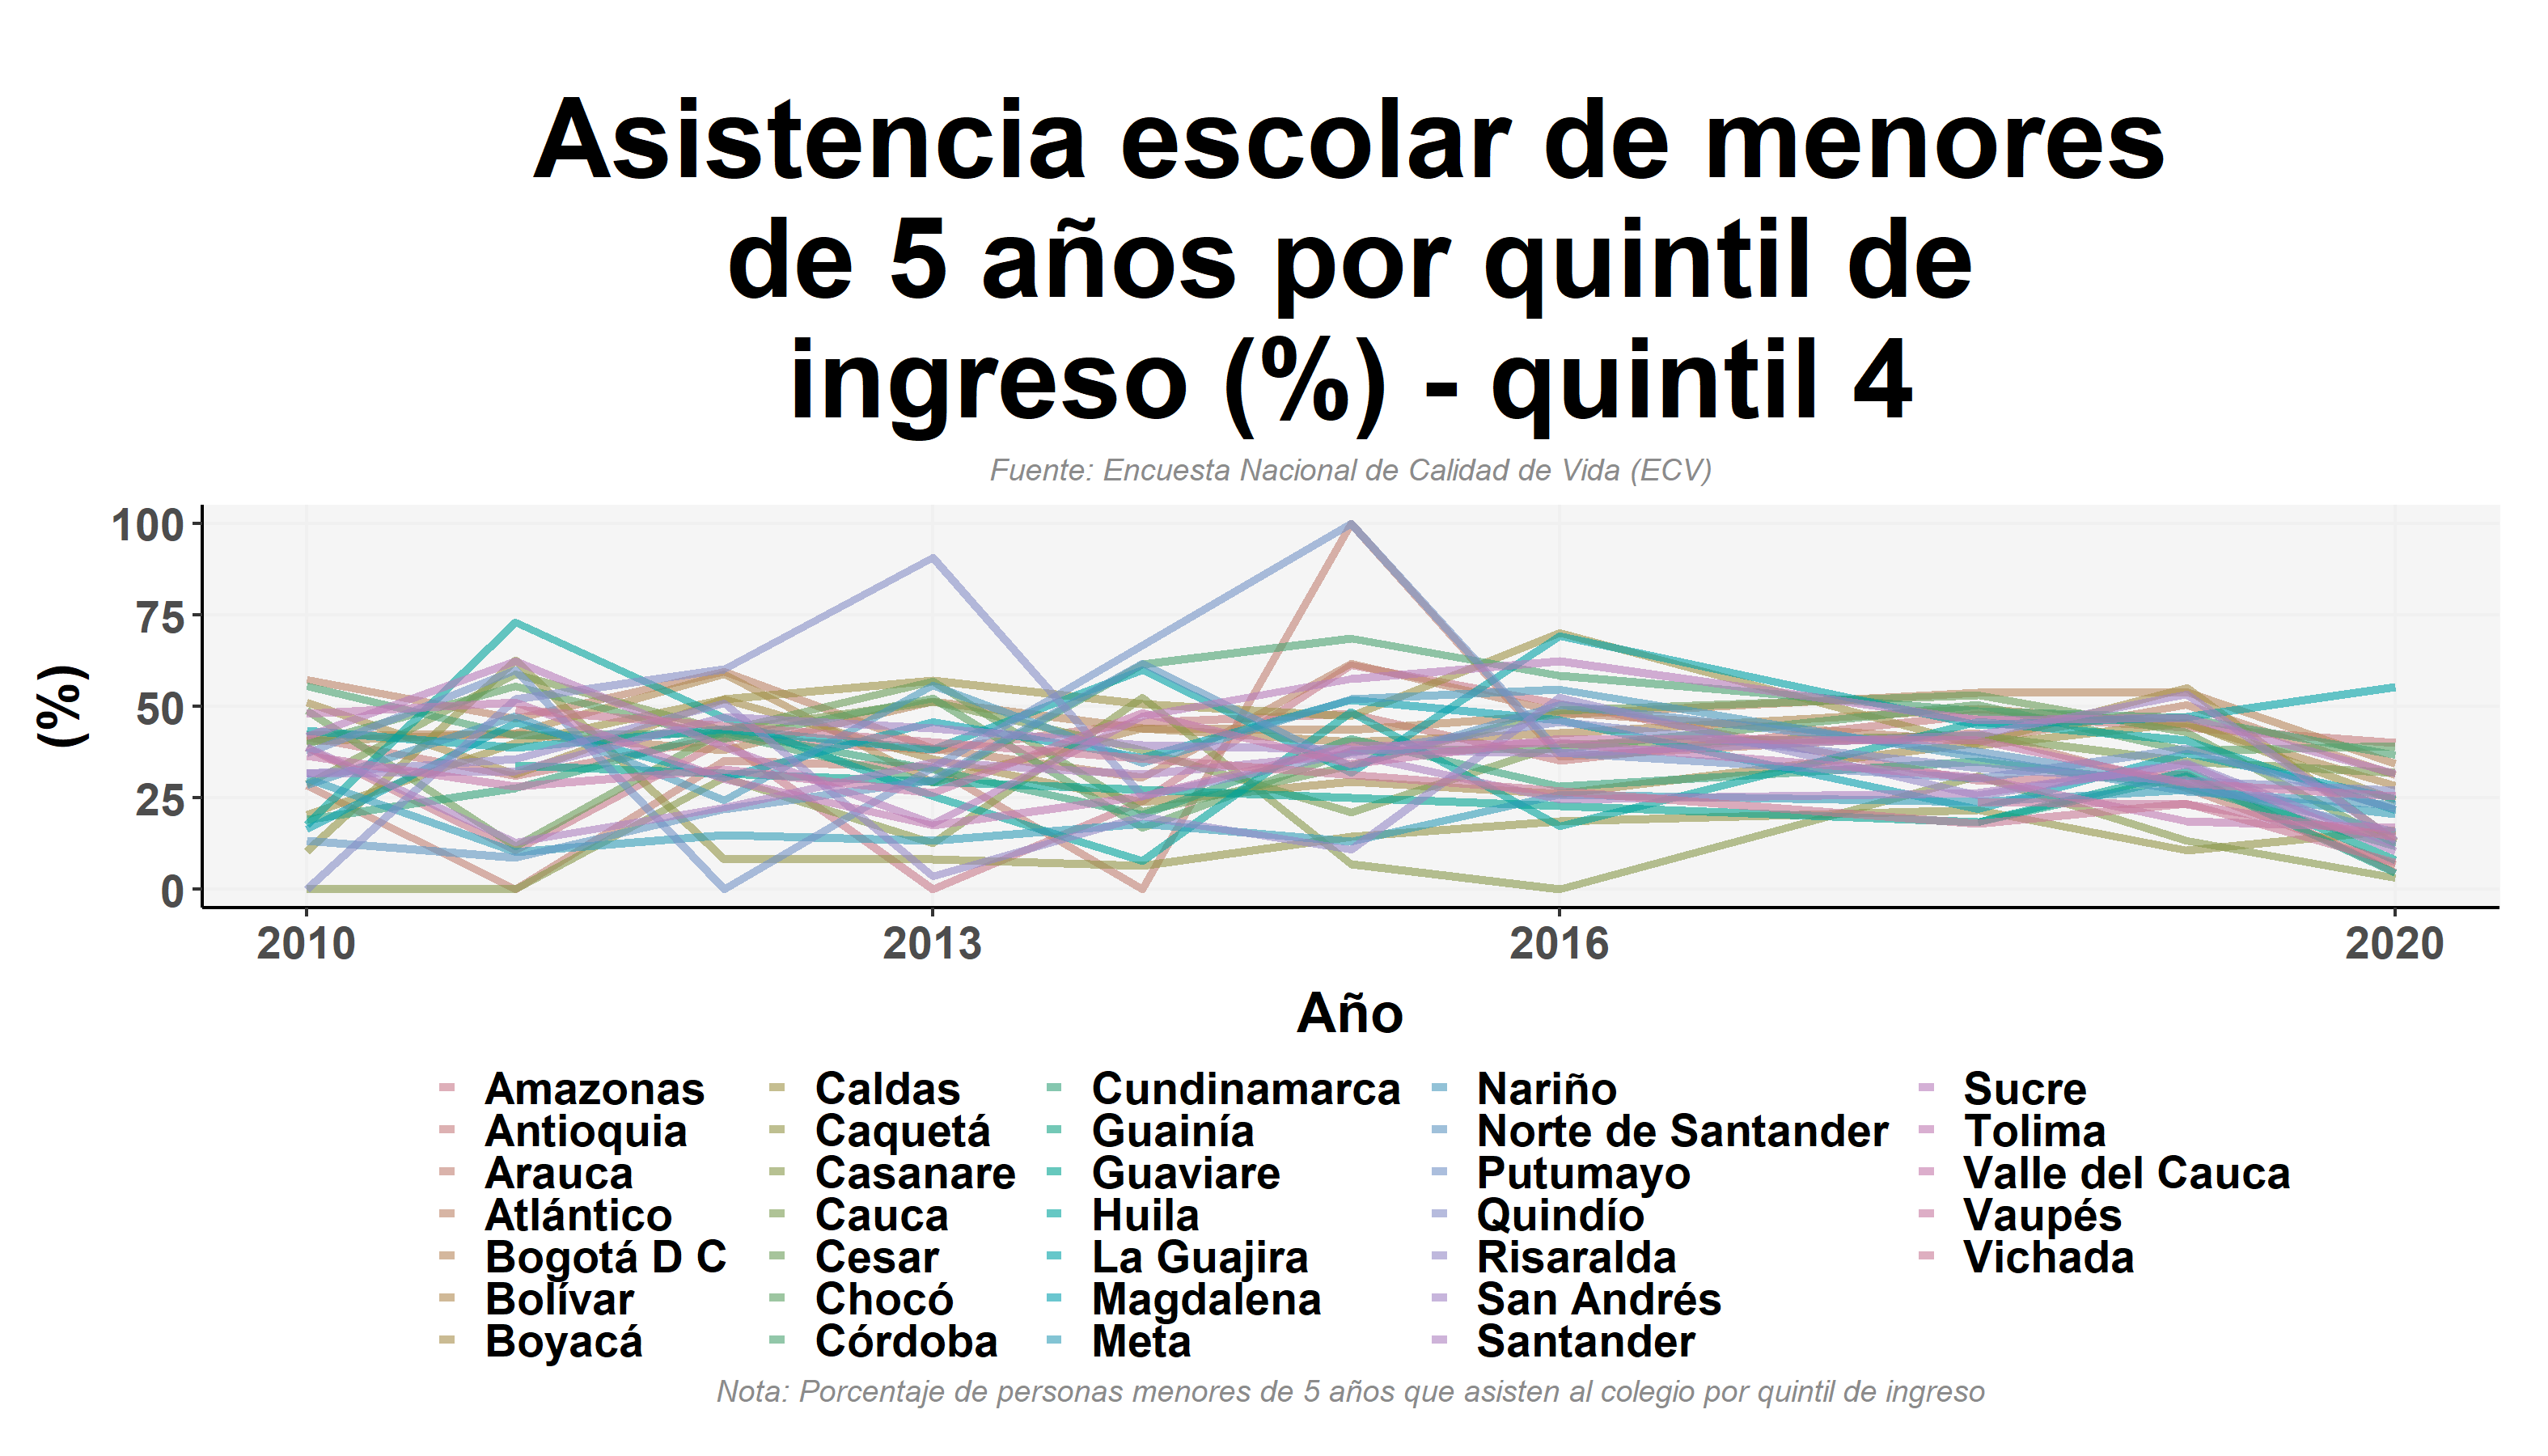 Asistencia escolar de menores
de 5 años por quintil de
ingreso (%) - quintil 4
Fuente: Encuesta Nacional de Calidad de Vida (ECV)
100
75
50
25
0
(%)
2010
2013
2016
2020
Año
Amazonas
Antioquia
Arauca
Atlántico
Bogotá D C
Bolívar
Boyacá
Caldas
Caquetá
Casanare
Cauca
Cesar
Chocó
Córdoba
Cundinamarca
Guainía
Guaviare
Huila
La Guajira
Magdalena
Meta
Nariño
Norte de Santander
Putumayo
Quindío
Risaralda
San Andrés
Santander
Sucre
Tolima
Valle del Cauca
Vaupés
Vichada
Nota: Porcentaje de personas menores de 5 años que asisten al colegio por quintil de ingreso